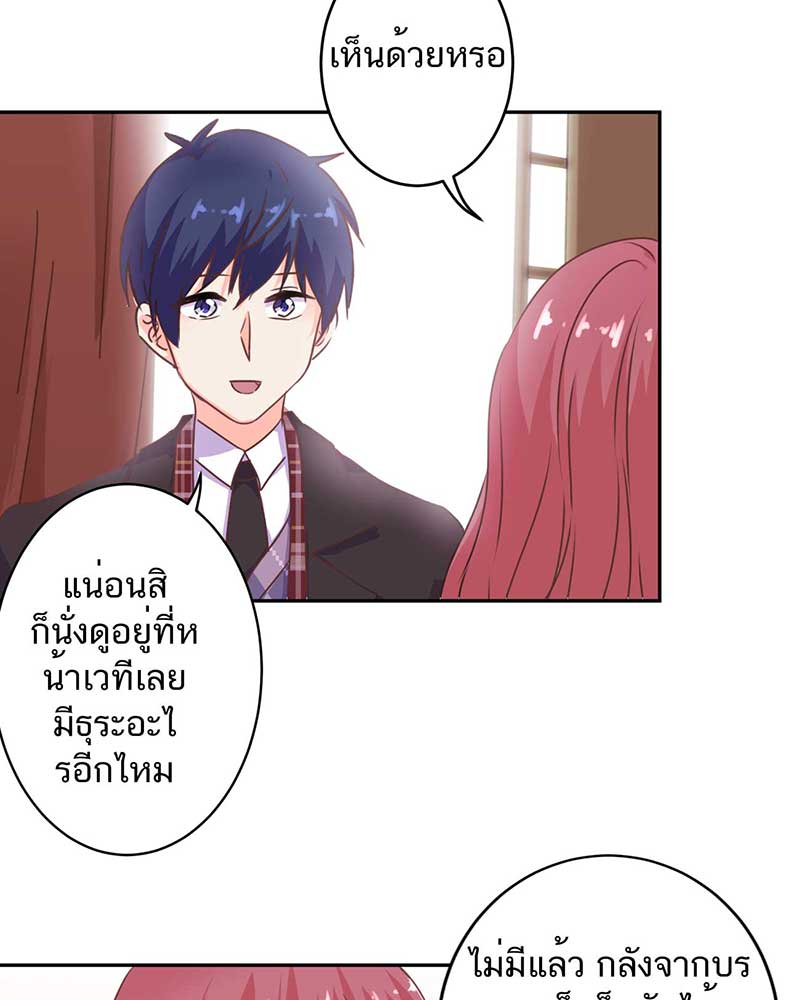 เห็นด้วยหรอ
แน่อนสิ
ก็นั่งดูอยู่ที่ห
น้าเวทีเลย
มีธุระอะไ
รอีกไหม
ไม่มีแล้ว กลังจากบร